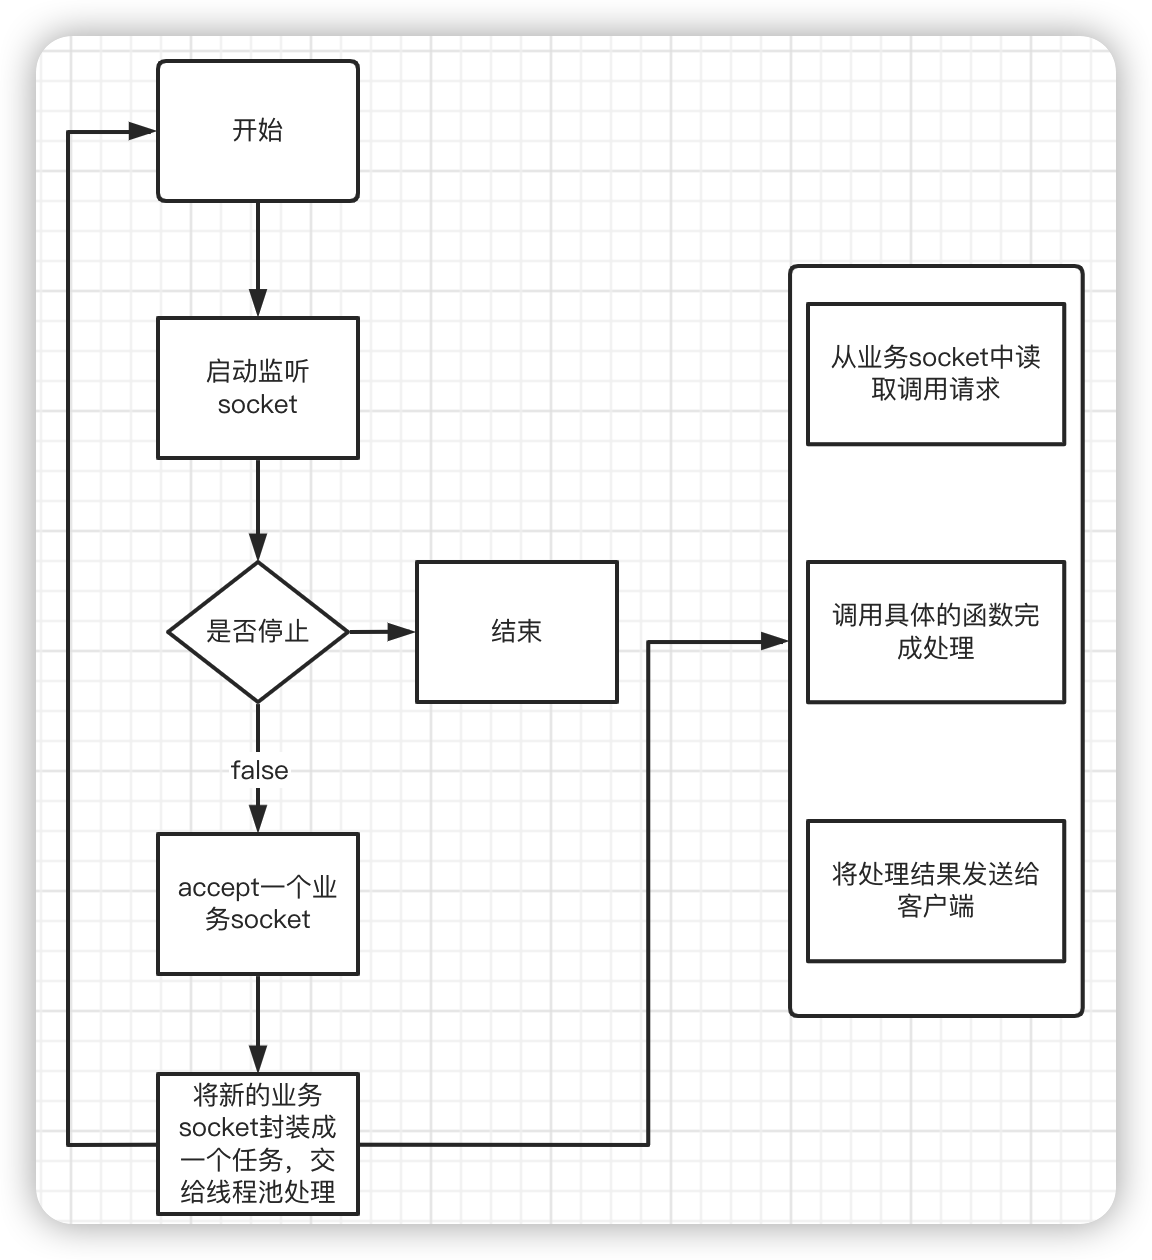 开始
启动监听
socket
是否停止
结束
false
accept一个业
务socket
将新的业务
socket封装成
一个任务，交
给线程池处理
从业务socket中读
取调用请求
调用具体的函数完
成处理
将处理结果发送给
客户端